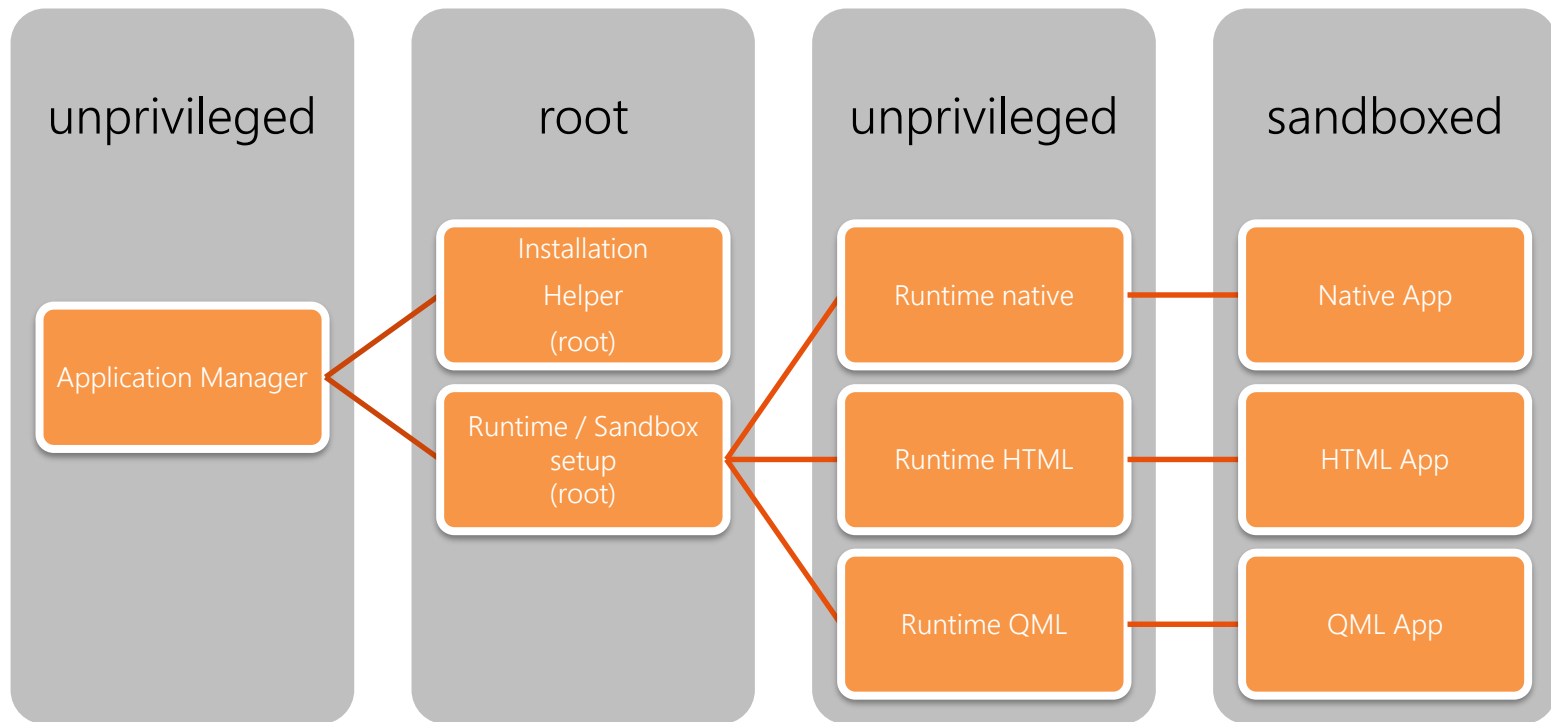 unprivileged
root
unprivileged
sandboxed
Application Manager
Installation
Helper
(root)
Runtime / Sandbox
setup
(root)
Runtime native
Runtime HTML
Runtime QML
Native App
HTML App
QML App